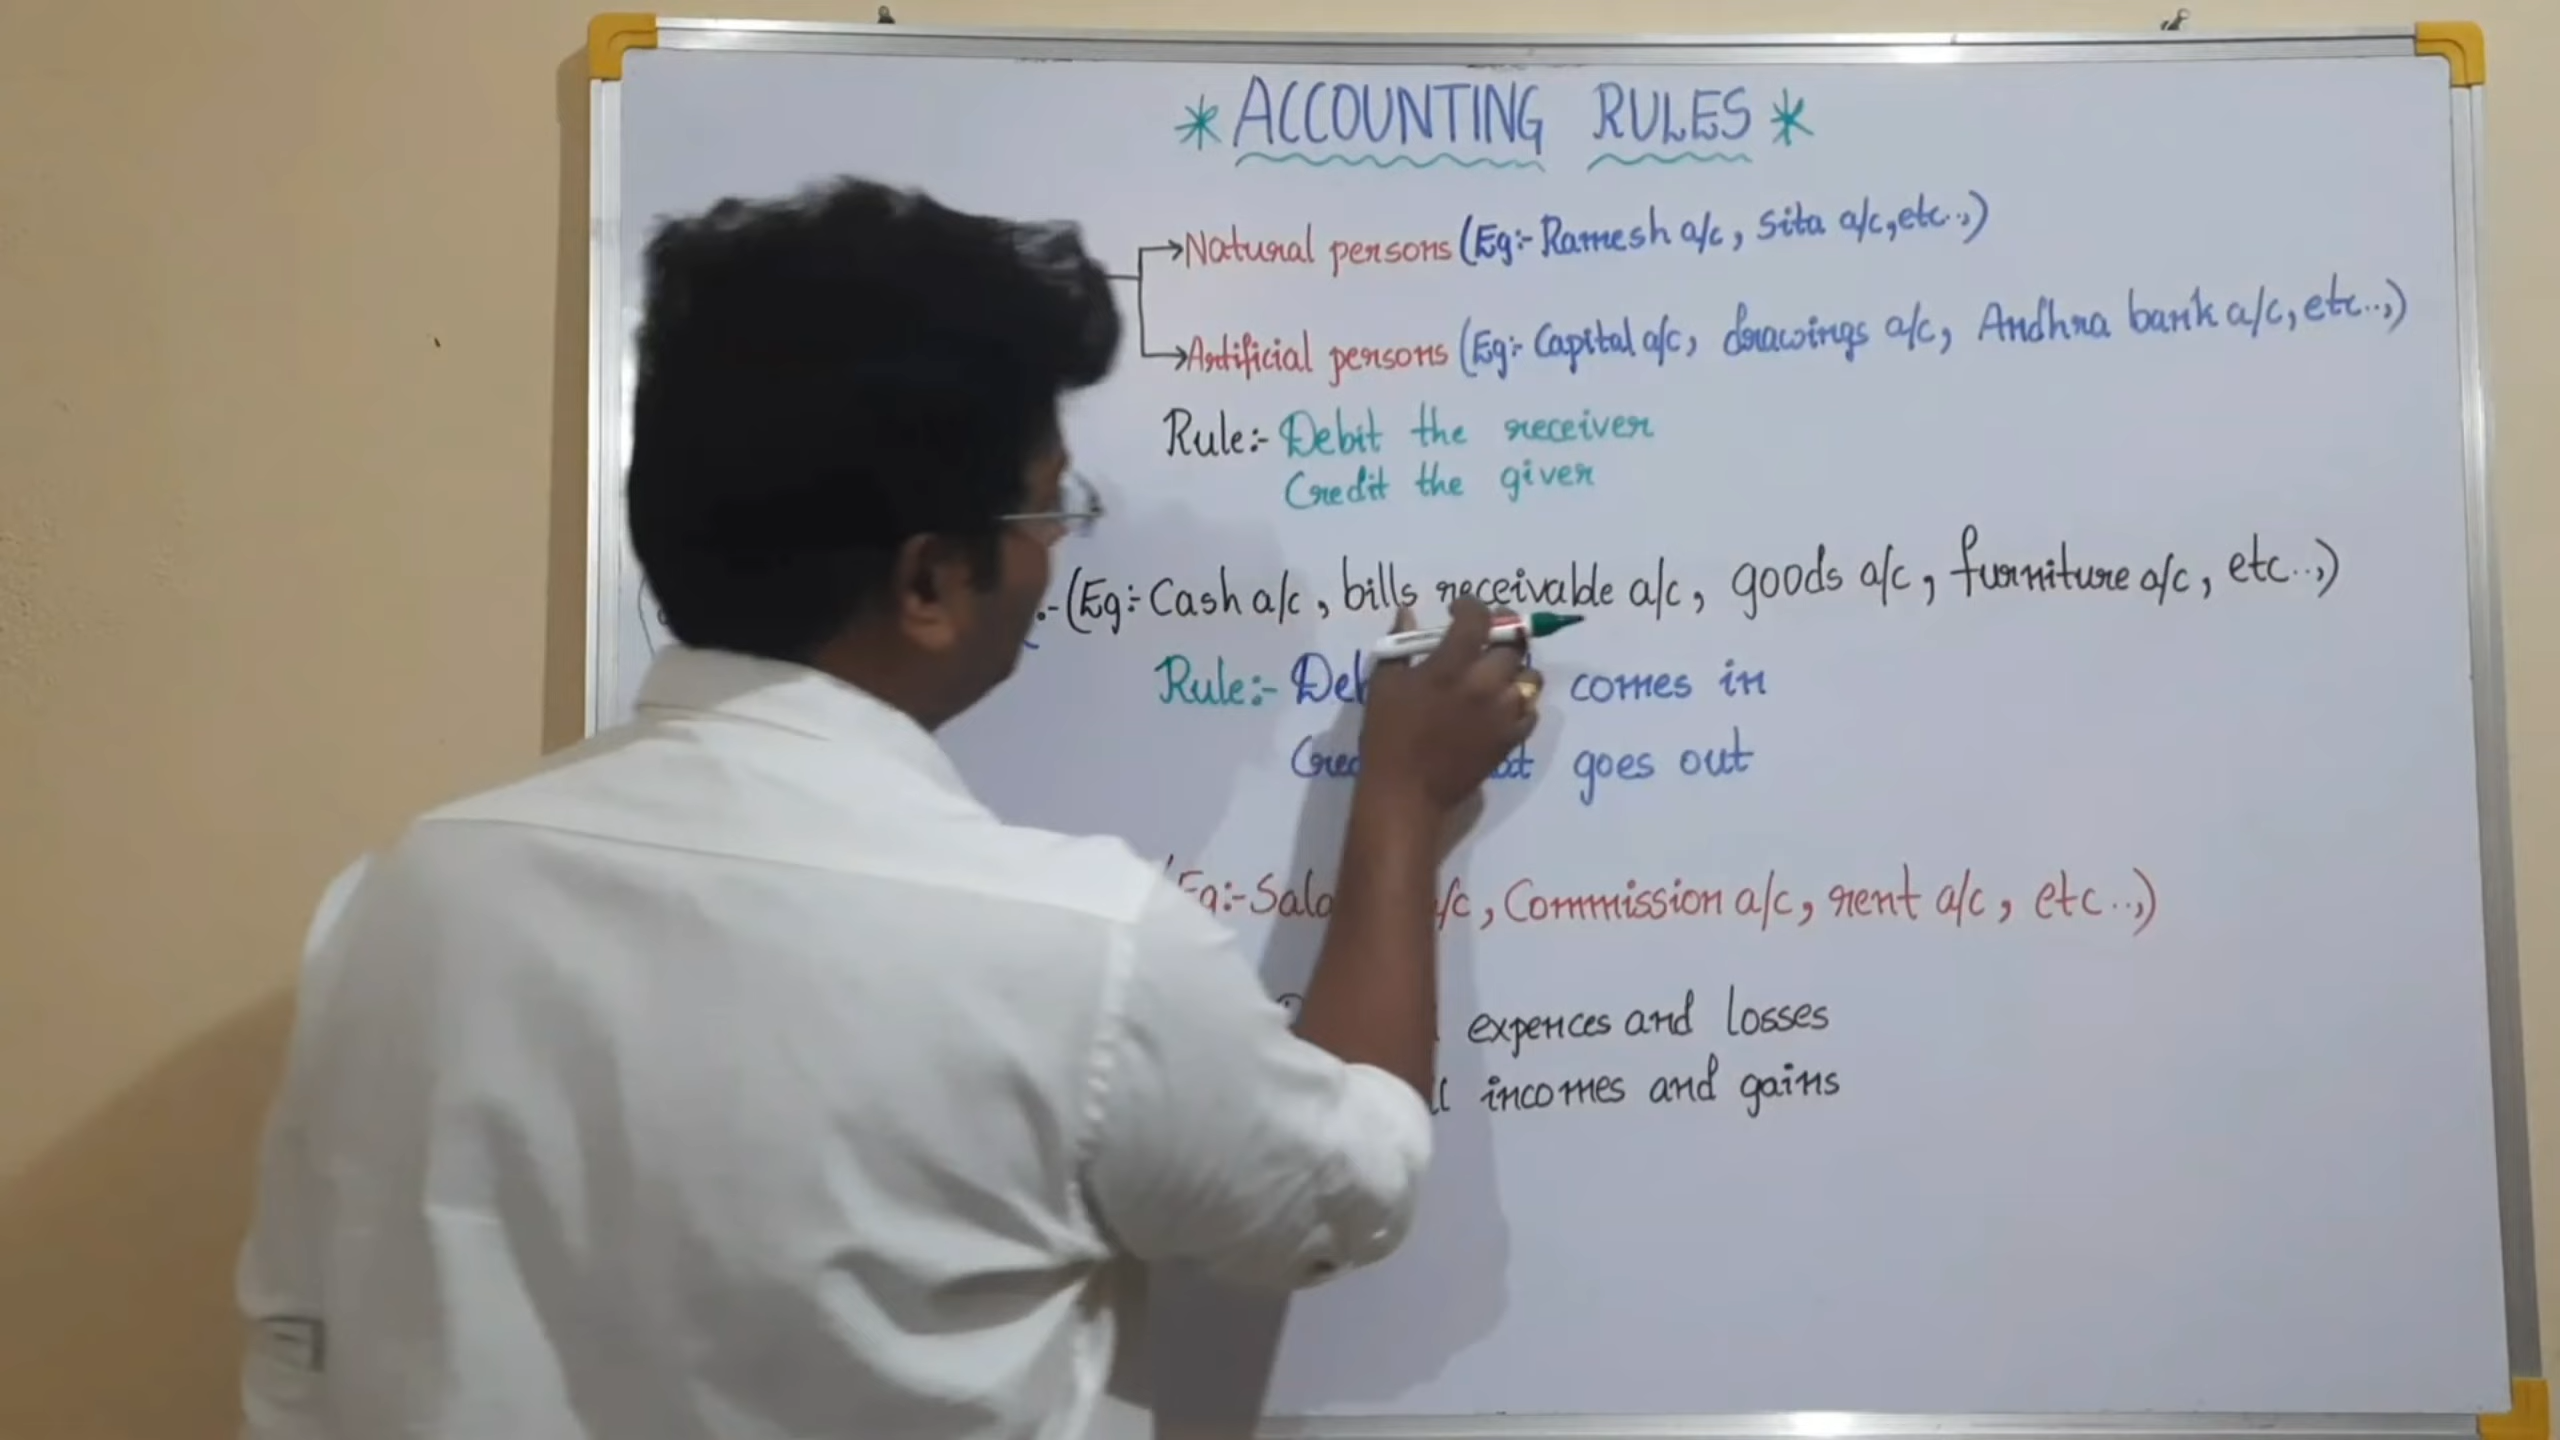 * ACCOUNTING RULES *
Natural persons (Eg:- Ramesh a/c, Sita a/c, etc..,)
Artificial persons (Eg:- Capital a/c, drawings a/c, Andhra bank a/c, etc..,)
Rule:- Debit the receiver
Credit the giver
(Eg:- Cash a/c, bills receivable a/c, goods a/c, furniture a/c, etc..,)
Rule:- comes in
goes out
Eg:- Commission a/c, rent a/c, etc..,)
expences and losses
incomes and gains